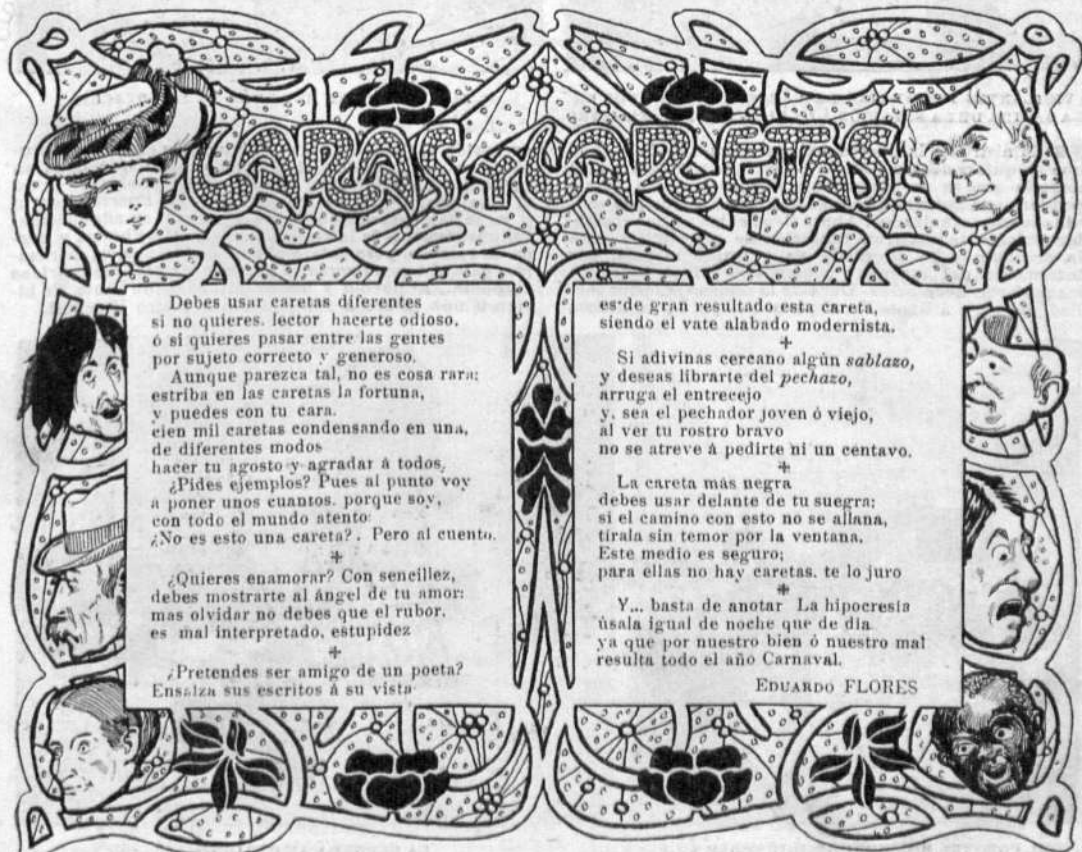 CARAS Y CARETAS
Debes usar caretas diferentes
si no quieres. lector hacerte odioso.
ó si quieres pasar entre las gentes
por sujeto correcto y generoso.
Aunque parezca tal, no es cosa rara;
estriba en las caretas la fortuna,
y puedes con tu cara.
cien mil caretas condensando en una,
de diferentes modos
hacer tu agosto y agradar á todos,
¿Pides ejemplos? Pues al punto voy
a poner unos cuantos. porque soy,
con todo el mundo atento:
¿No es esto una careta? . Pero al cuento.
+
¿Quieres enamorar? Con sencillez,
debes mostrarte al ángel de tu amor:
mas olvidar no debes que el rubor.
es mal interpretado, estupidez
+
¿Pretendes ser amigo de un poeta?
Ensalza sus escritos á su vista
es de gran resultado esta careta,
siendo el vate alabado modernista.
+
Si adivinas cercano algún sablazo,
y deseas librarte del pechazo,
arruga el entrecejo
y, sea el pechador joven ó viejo,
al ver tu rostro bravo
no se atreve á pedirte ni un centavo.
+
La careta más negra
debes usar delante de tu suegra;
si el camino con esto no se allana,
tírala sin temor por la ventana.
Este medio es seguro;
para ellas no hay caretas. te lo juro
+
Y... basta de anotar La hipocresia
úsala igual de noche que de dia
ya que por nuestro bien ó nuestro mal
resulta todo el año Carnaval.
EDUARDO FLORES